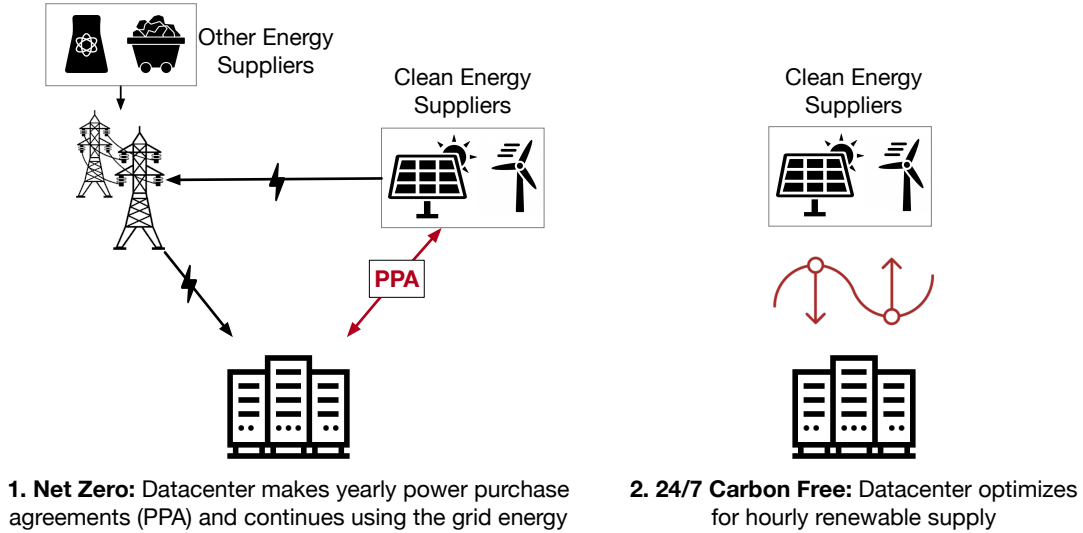 Other Energy
Suppliers
Clean Energy
Suppliers
PPA
1. Net Zero: Datacenter makes yearly power purchase
agreements (PPA) and continues using the grid energy
Clean Energy
Suppliers
2. 24/7 Carbon Free: Datacenter optimizes
for hourly renewable supply